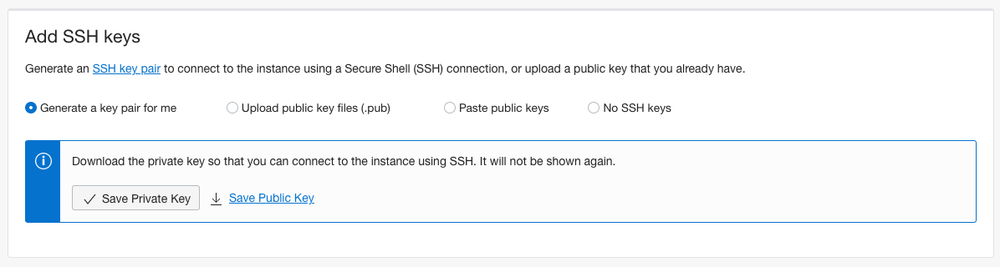 Add SSH keys
Generate an SSH key pair to connect to the instance using a Secure Shell (SSH) connection, or upload a public key that you already have.
Generate a key pair for me Upload public key files (.pub) Paste public keys No SSH keys
Download the private key so that you can connect to the instance using SSH. It will not be shown again.
Save Private Key Save Public Key